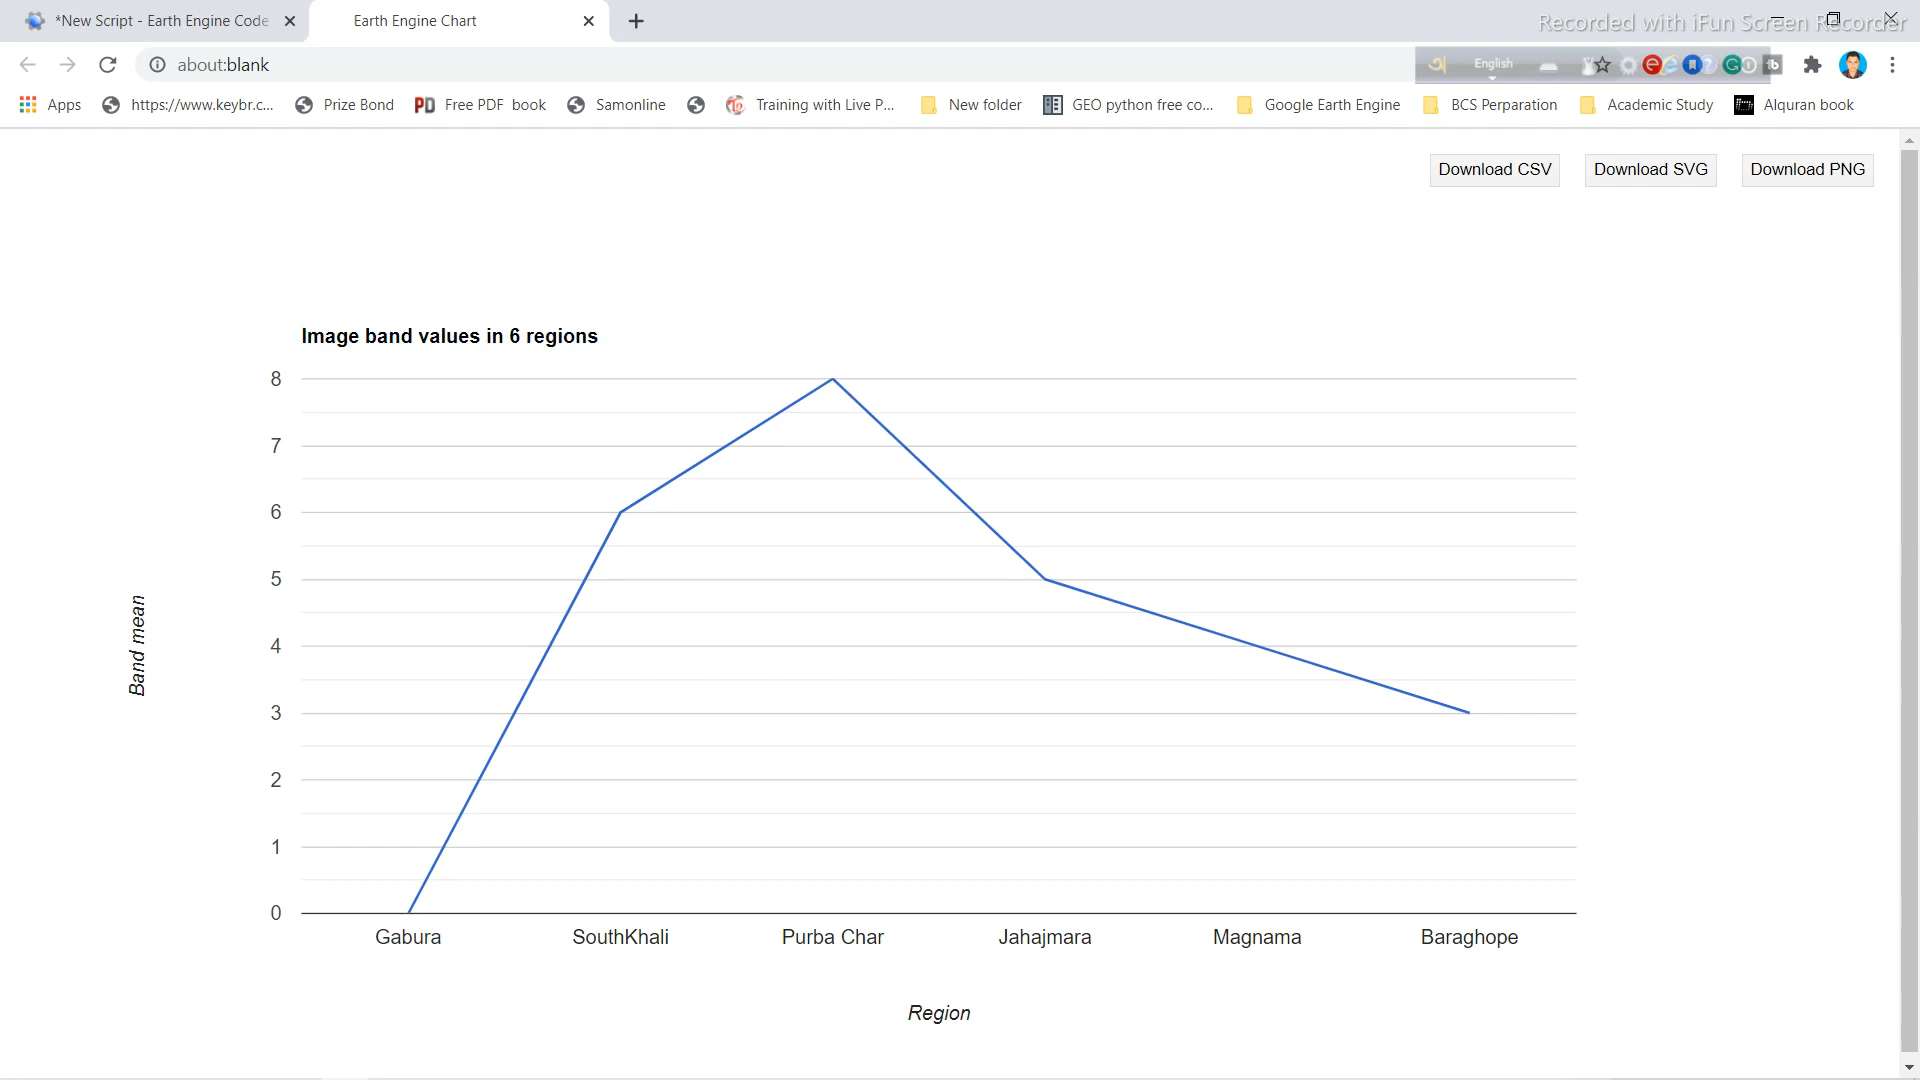 *New Script - Earth Engine Code
Earth Engine Chart
Recorded with iFun Screen Recorder
about:blank
English
Apps
https://www.keybr.c...
Prize Bond
PD
Free PDF book
Samonline
Training with Live P...
New folder
GEO python free co...
Google Earth Engine
BCS Perparation
Academic Study
Alquran book
Download CSV
Download SVG
Download PNG
Image band values in 6 regions
8
7
6
5
4
3
2
1
0
Band mean
Gabura
SouthKhali
Purba Char
Jahajmara
Magnama
Baraghope
Region